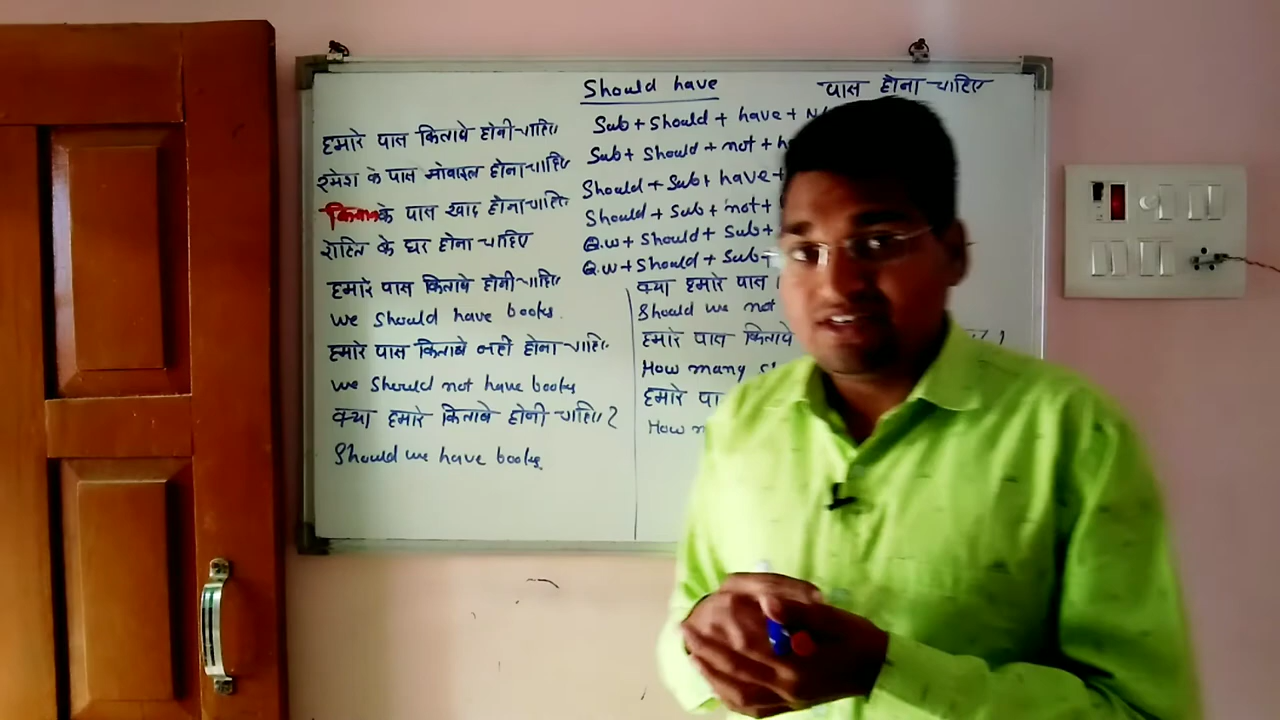 Should have
पास होना चाहिए
हमारे पास किताबे होनी चाहिए
रमेश के पास मोबाइल होना चाहिए
किसान के पास खाद होना चाहिए
रोहित के घर होना चाहिए
हमारे पास किताबे होनी चाहिए
we should have books.
हमारे पास किताबे नही होना चाहिए
we should not have books
क्या हमारे किताबे होनी चाहिए?
Should we have books
Sub + Should + have +
Sub + Should + not +
Should + Sub + have +
Should + Sub + not +
Q.w + Should + Sub +
Q.w + Should + Sub +
क्या हमारे पास
Should we not
हमारे पास किताबे
How many
हमारे
How